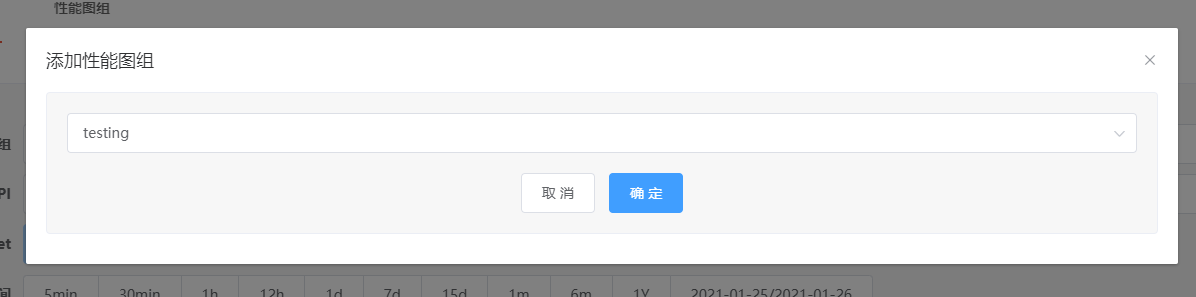 性能图组
添加性能图组
testing
组
PI
取 消 确 定
et
间 5min 30min 1h 12h 1d 7d 15d 1m 6m 1Y 2021-01-25/2021-01-26